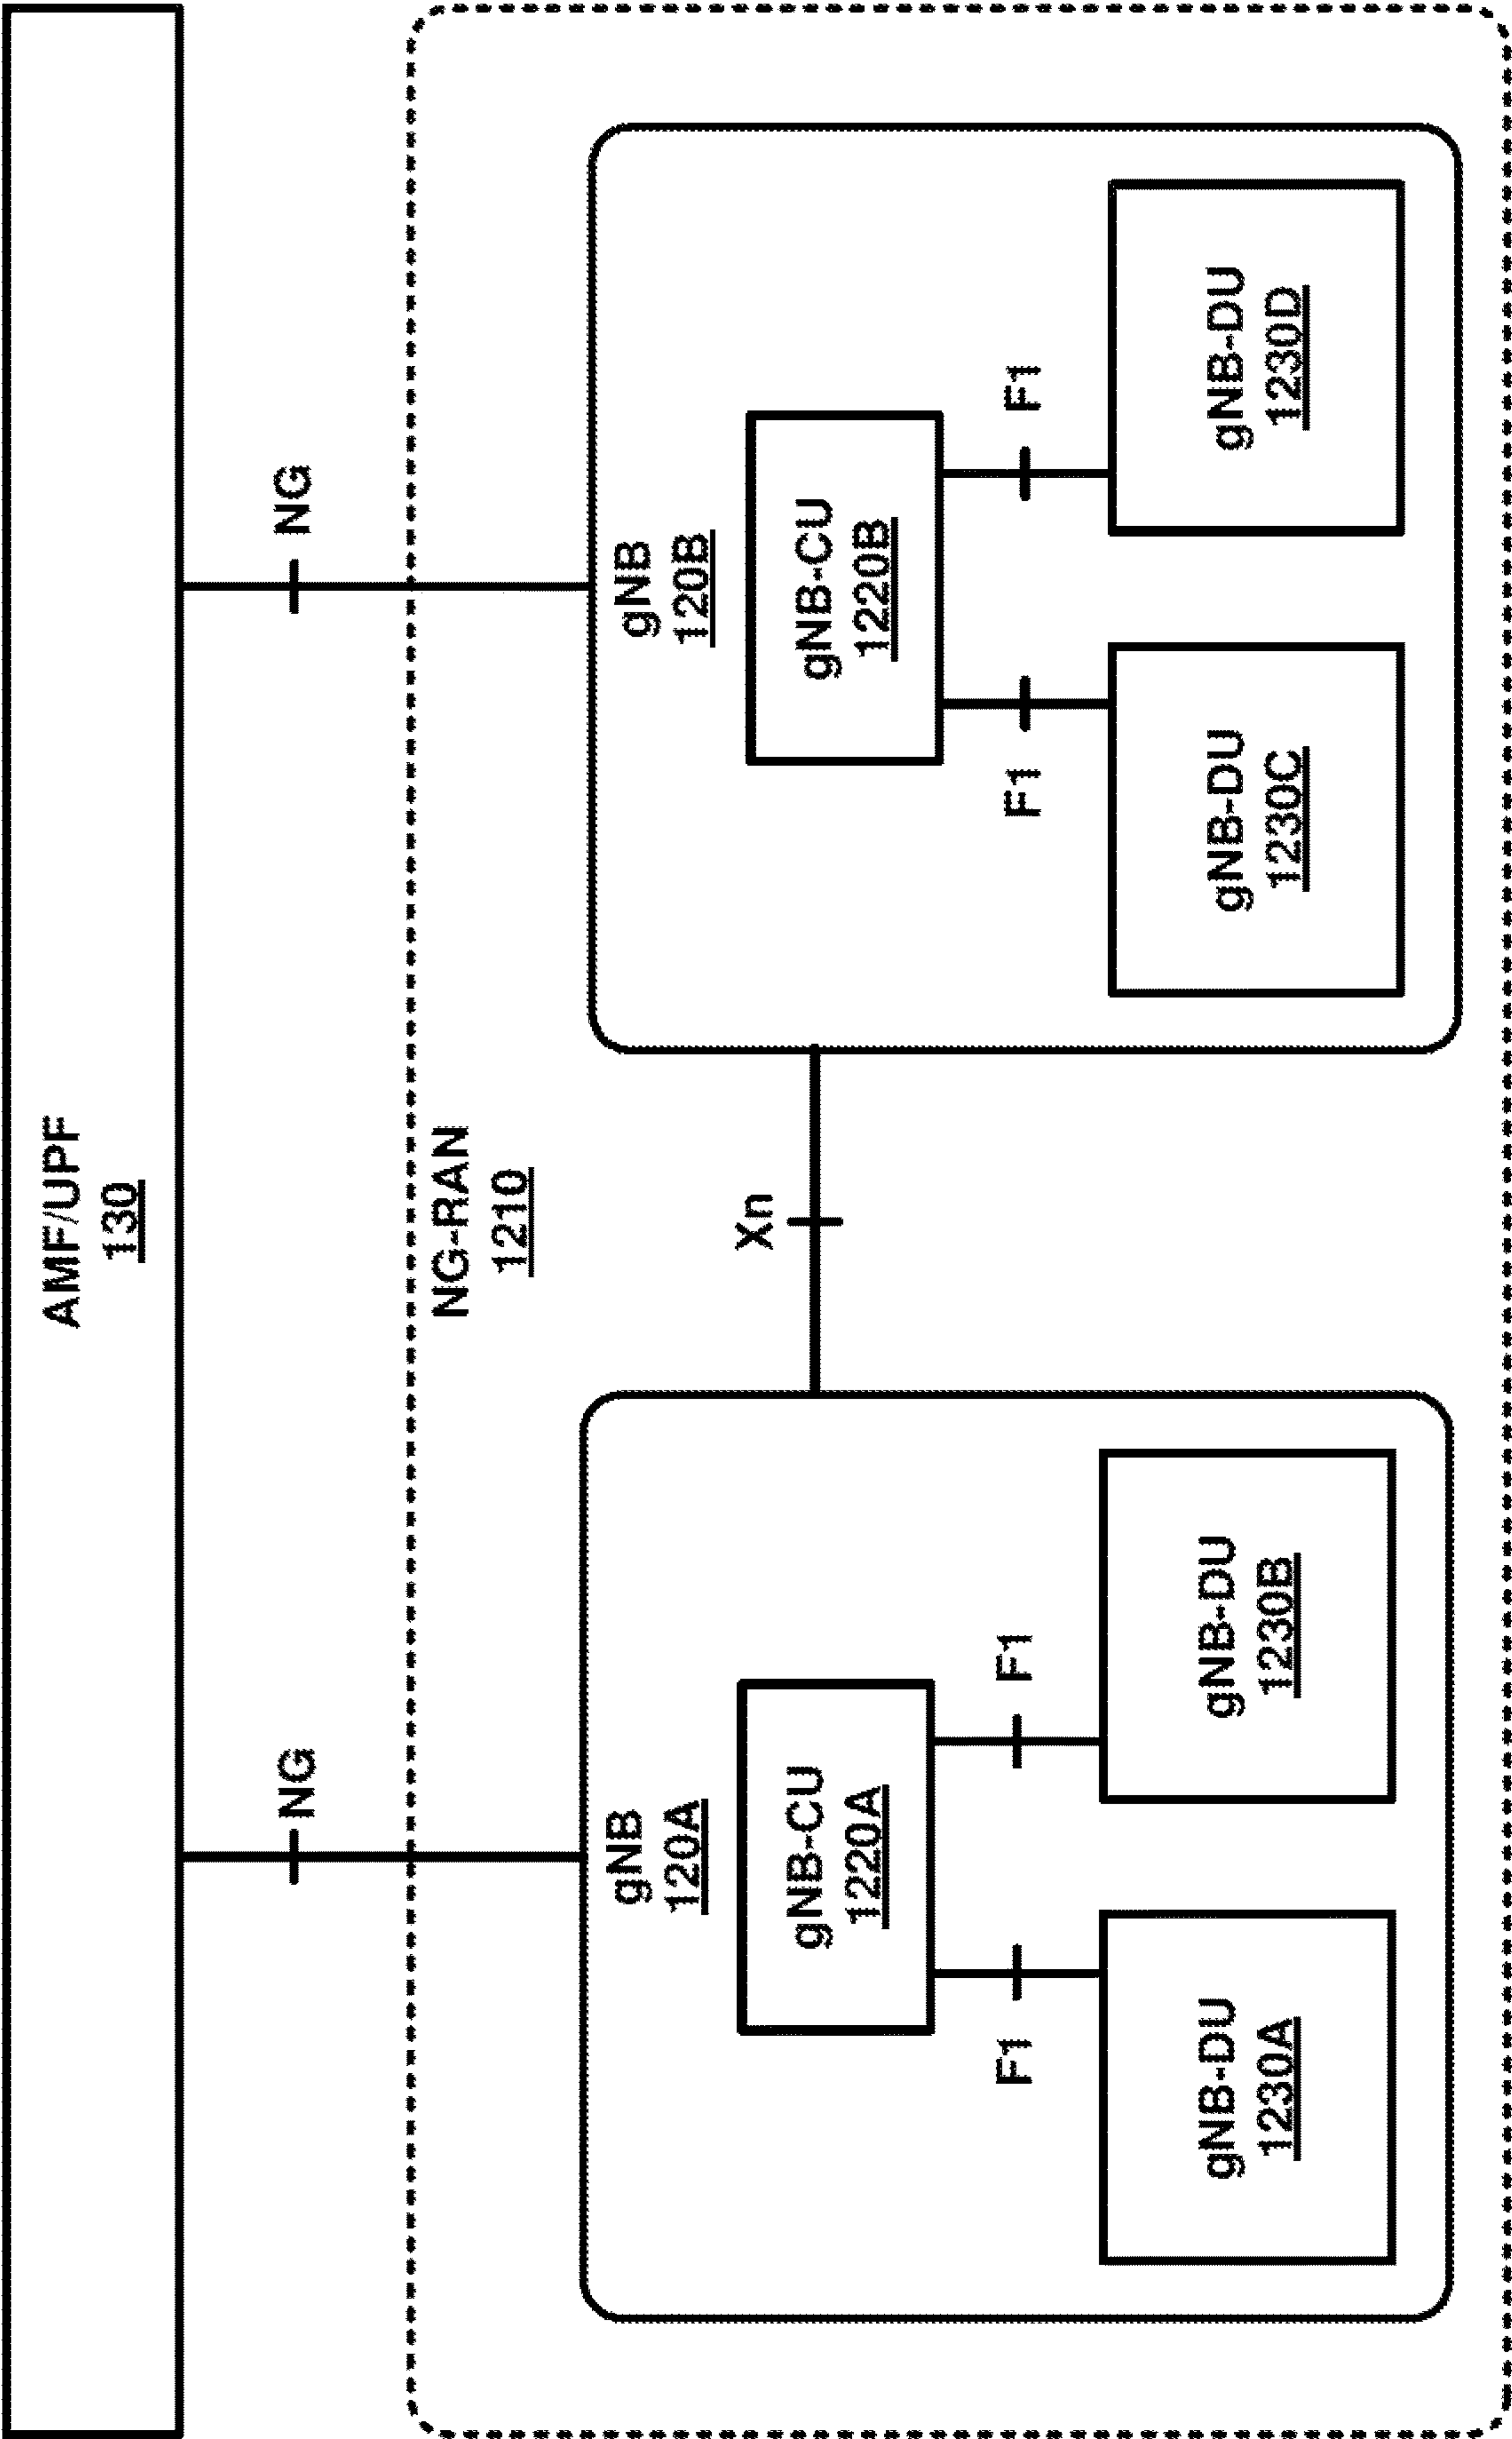 AMF/UPF
130
NG
NG
NG-RAN
1210
gNB
120A
gNB-CU
1220A
F1
F1
gNB-DU
1230A
gNB-DU
1230B
Xn
gNB
120B
gNB-CU
1220B
F1
F1
gNB-DU
1230C
gNB-DU
1230D